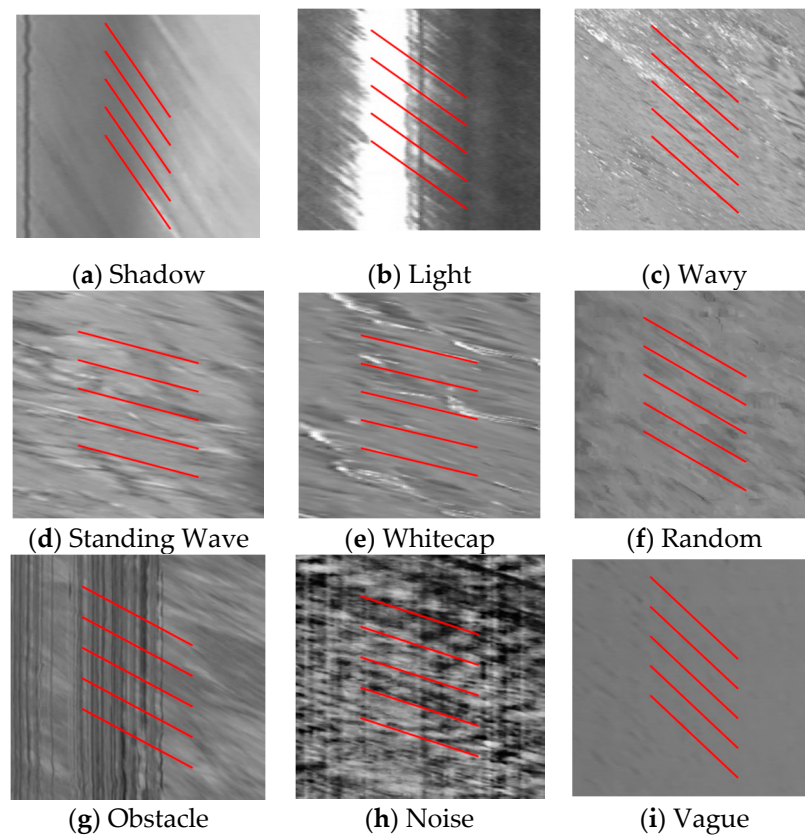 (a) Shadow
(b) Light
(c) Wavy
(d) Standing Wave
(e) Whitecap
(f) Random
(g) Obstacle
(h) Noise
(i) Vague